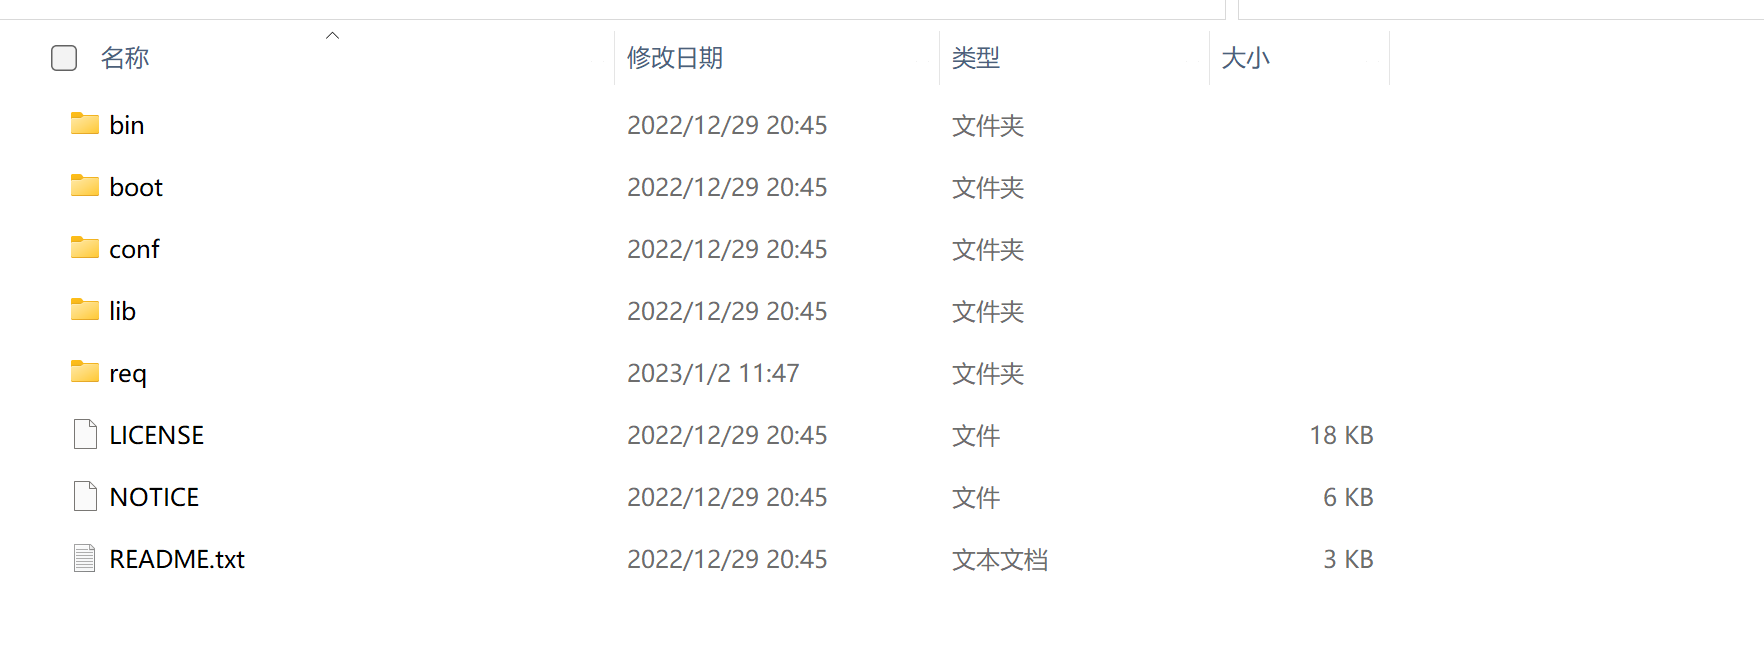 名称 修改日期 类型 大小
bin 2022/12/29 20:45 文件夹
boot 2022/12/29 20:45 文件夹
conf 2022/12/29 20:45 文件夹
lib 2022/12/29 20:45 文件夹
req 2023/1/2 11:47 文件夹
LICENSE 2022/12/29 20:45 文件 18 KB
NOTICE 2022/12/29 20:45 文件 6 KB
README.txt 2022/12/29 20:45 文本文档 3 KB